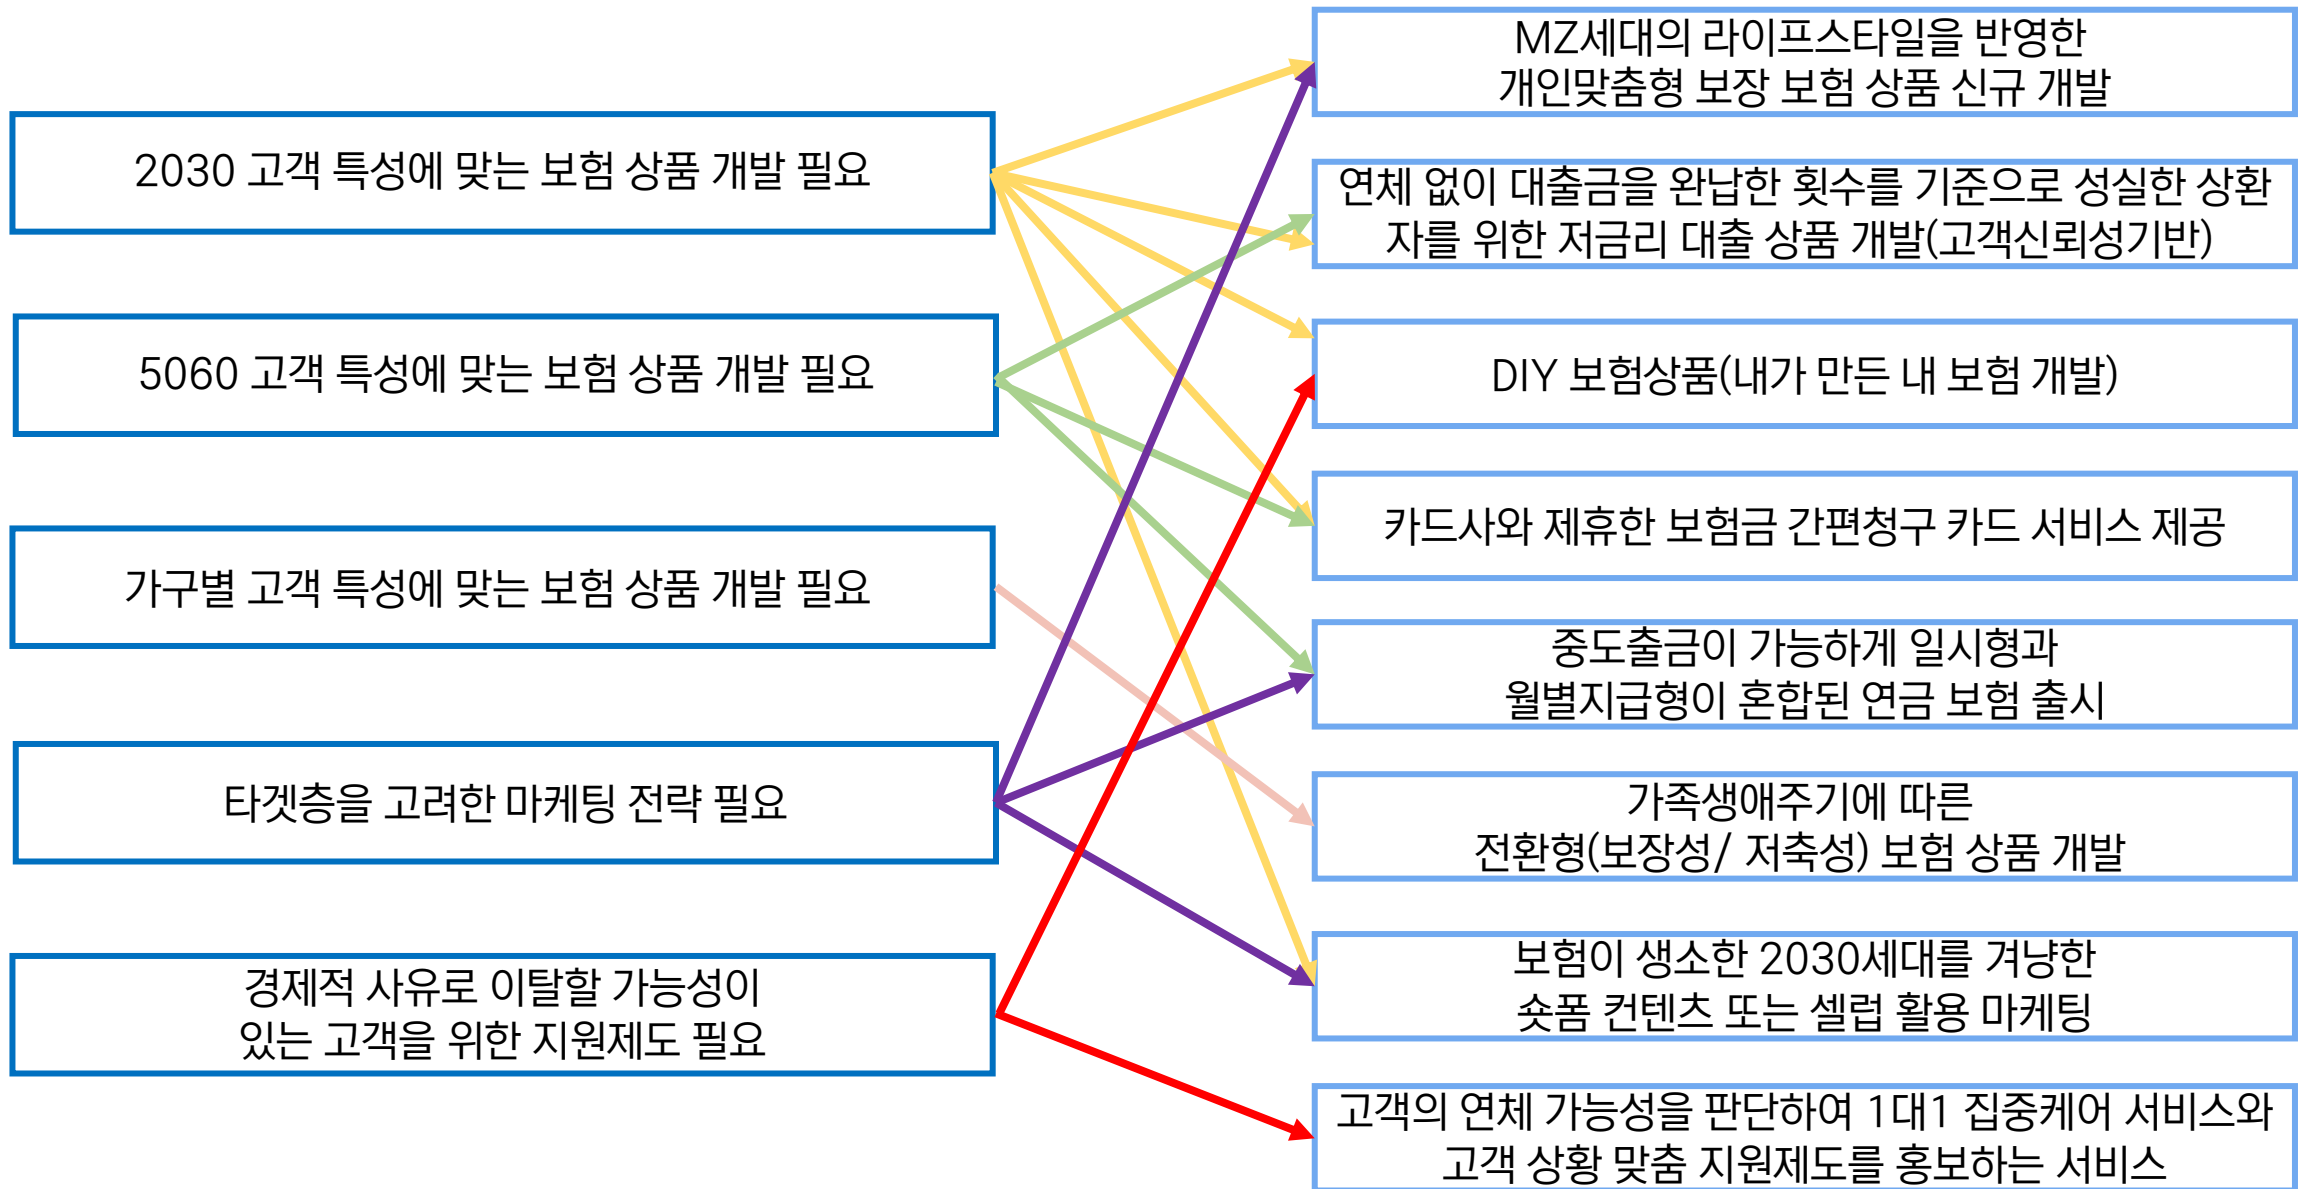 2030 고객 특성에 맞는 보험 상품 개발 필요
5060 고객 특성에 맞는 보험 상품 개발 필요
가구별 고객 특성에 맞는 보험 상품 개발 필요
타겟층을 고려한 마케팅 전략 필요
경제적 사유로 이탈할 가능성이
있는 고객을 위한 지원제도 필요
MZ세대의 라이프스타일을 반영한
개인맞춤형 보장 보험 상품 신규 개발
연체 없이 대출금을 완납한 횟수를 기준으로 성실한 상환
자를 위한 저금리 대출 상품 개발(고객신뢰성기반)
DIY 보험상품(내가 만든 내 보험 개발)
카드사와 제휴한 보험금 간편청구 카드 서비스 제공
중도출금이 가능하게 일시형과
월별지급형이 혼합된 연금 보험 출시
가족생애주기에 따른
전환형(보장성/ 저축성) 보험 상품 개발
보험이 생소한 2030세대를 겨냥한
숏폼 컨텐츠 또는 셀럽 활용 마케팅
고객의 연체 가능성을 판단하여 1대1 집중케어 서비스와
고객 상황 맞춤 지원제도를 홍보하는 서비스